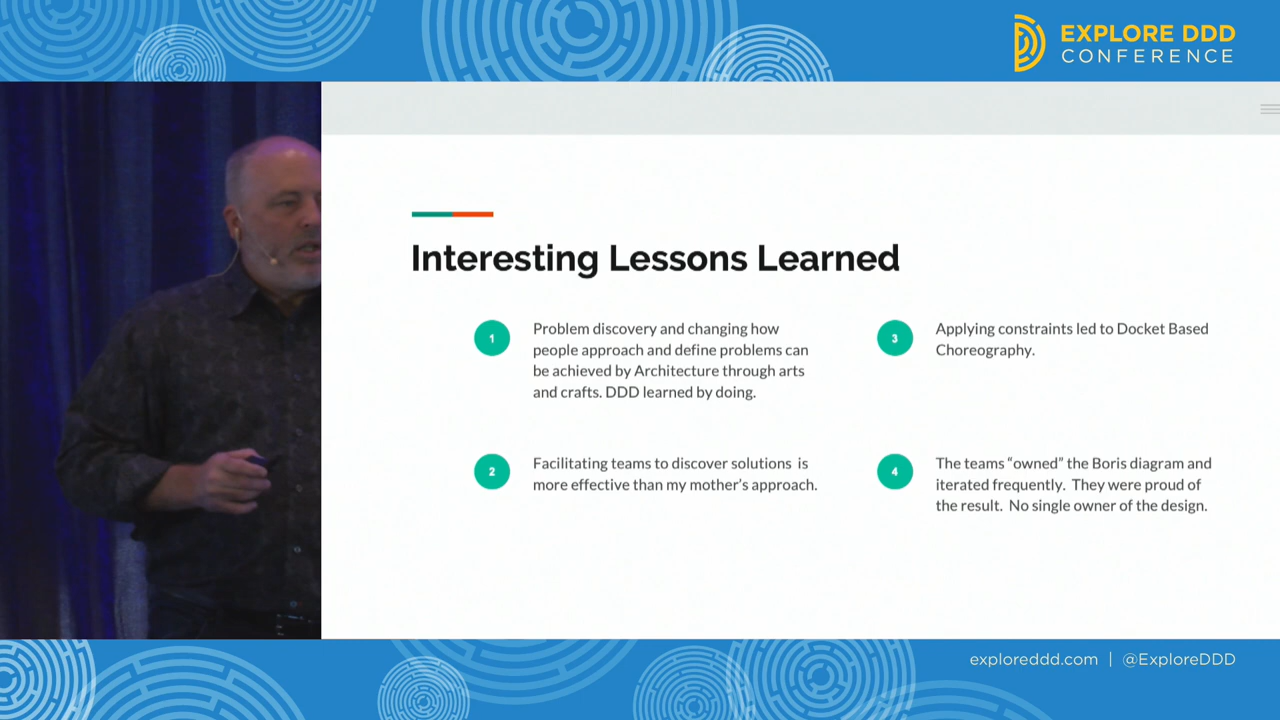 EXPLORE DDD
CONFERENCE
Interesting Lessons Learned
1
Problem discovery and changing how
people approach and define problems can
be achieved by Architecture through arts
and crafts. DDD learned by doing.
2
Facilitating teams to discover solutions  is
more effective than my mother's approach.
3
Applying constraints led to Docket Based
Choreography.
4
The teams “owned” the Boris diagram and
iterated frequently.  They were proud of
the result.  No single owner of the design.
exploreddd.com | @ExploreDDD